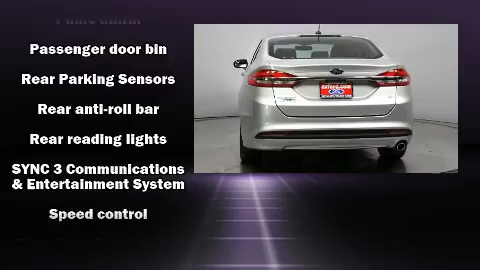 Passenger door bin
Rear Parking Sensors
Rear anti-roll bar
Rear reading lights
SYNC 3 Communications
& Entertainment System
Speed control